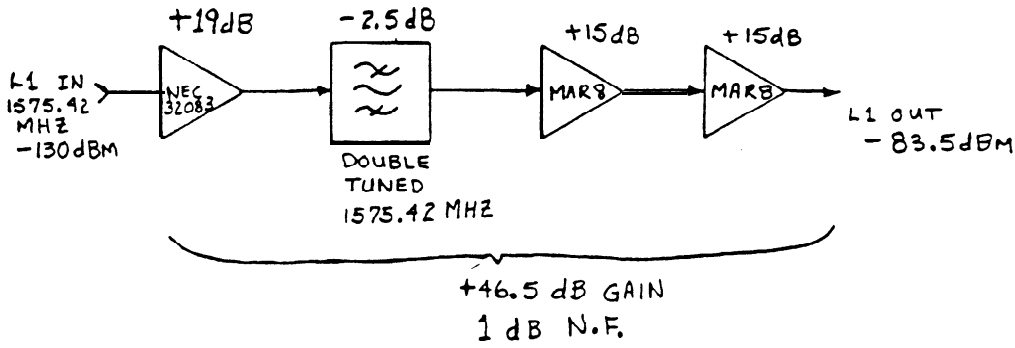 +19dB
-2.5dB
+15dB
+15dB
L1 IN
1575.42
MHZ
-130dBM
NEC
32083
MAR8
MAR8
L1 OUT
-83.5dBM
DOUBLE
TUNED
1575.42 MHZ
+46.5 dB GAIN
1 dB N.F.